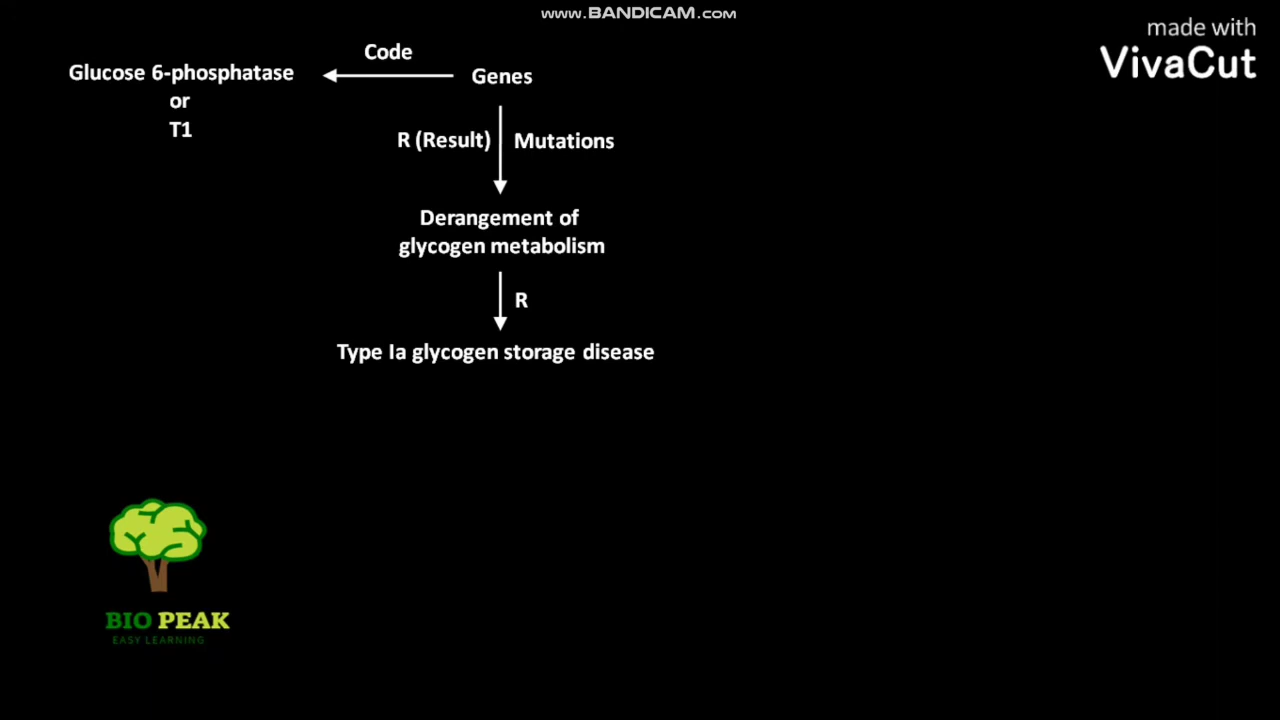 www.BANDICAM.com
made with
VivaCut
Code
Glucose 6-phosphatase
Genes
or
T1
R (Result)
Mutations
Derangement of
glycogen metabolism
R
Type Ia glycogen storage disease
BIO PEAK
EASY LEARNING